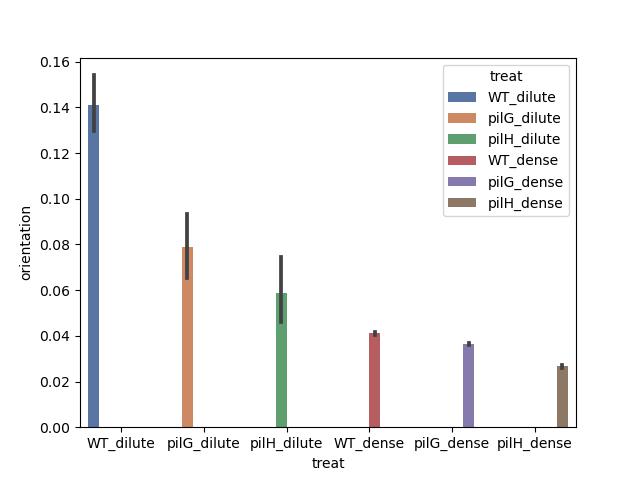 0.16
0.14
0.12
0.10
0.08
0.06
0.04
0.02
0.00
orientation
treat
WT_dilute
pilG_dilute
pilH_dilute
WT_dense
pilG_dense
pilH_dense
WT_dilute pilG_dilute pilH_dilute WT_dense pilG_dense pilH_dense
treat